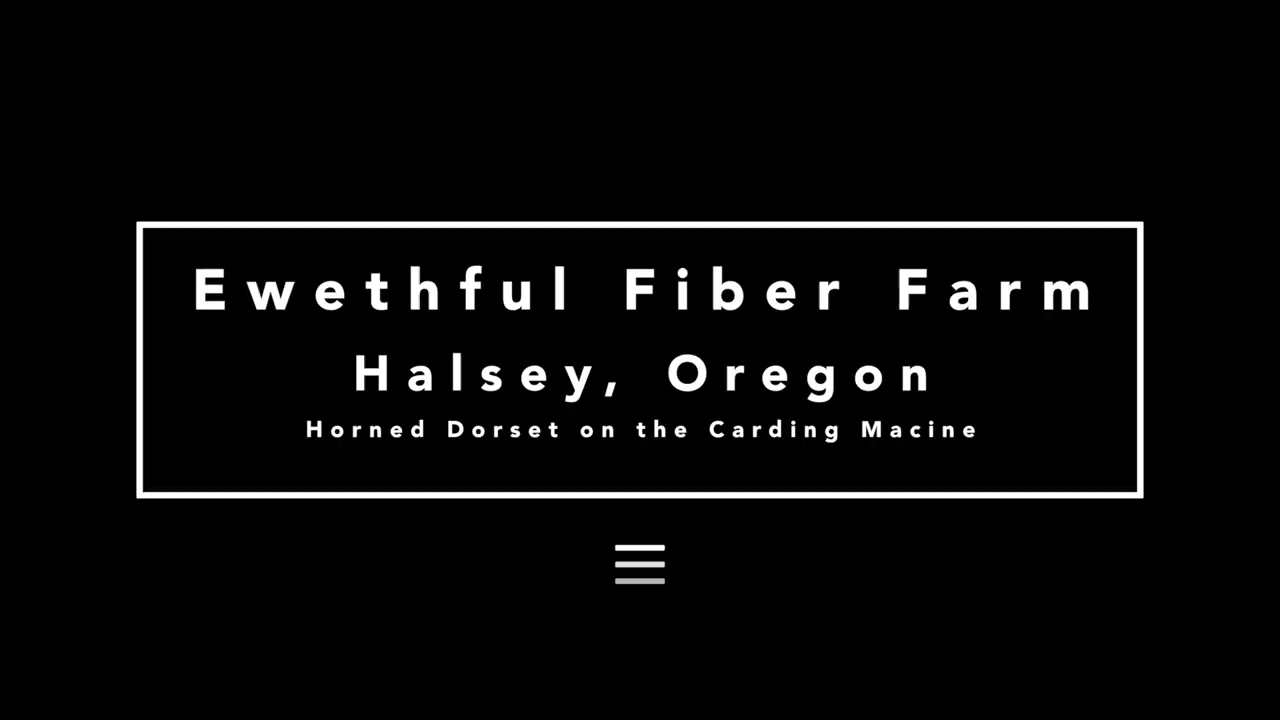 Ewethful Fiber Farm
Halsey, Oregon
Horned Dorset on the Carding Macine